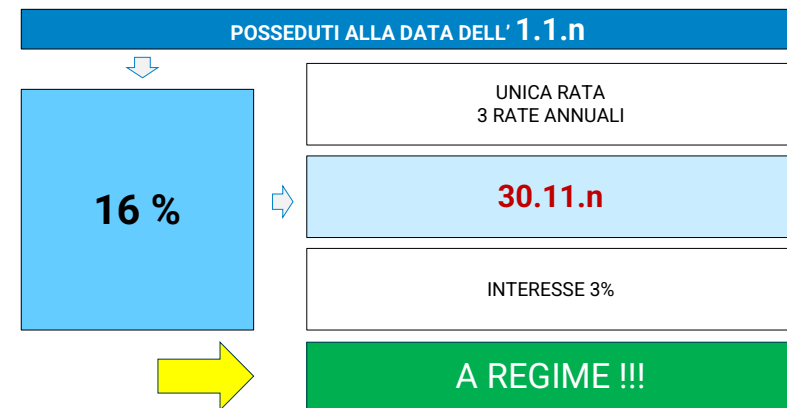 POSSEDUTI ALLA DATA DELL’ 1.1.n
16 %
UNICA RATA
3 RATE ANNUALI
30.11.n
INTERESSE 3%
A REGIME !!!